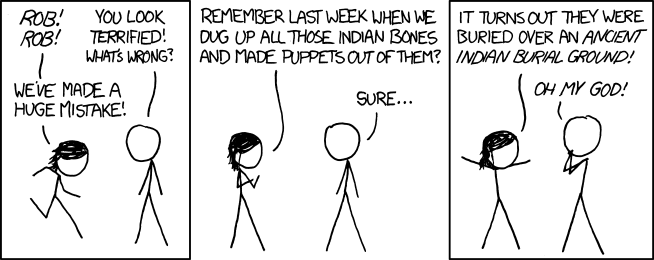 ROB!
ROB!
YOU LOOK
TERRIFIED!
WHAT'S WRONG?
WE'VE MADE A
HUGE MISTAKE!
REMEMBER LAST WEEK WHEN WE
DUG UP ALL THOSE INDIAN BONES
AND MADE PUPPETS OUT OF THEM?
SURE...
IT TURNS OUT THEY WERE
BURIED OVER AN ANCIENT
INDIAN BURIAL GROUND!
OH MY GOD!